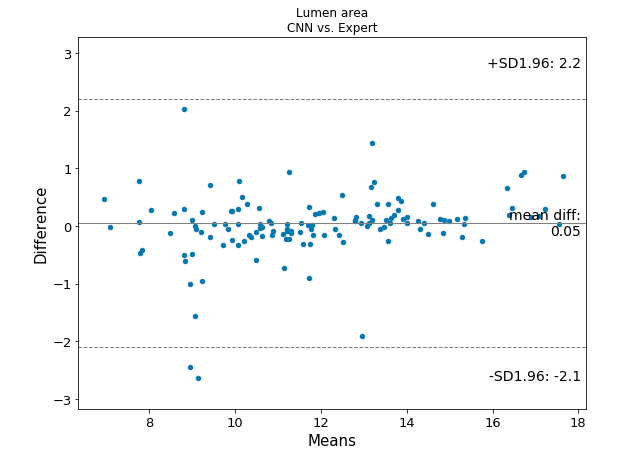 Lumen area
CNN vs. Expert
3
+SD1.96: 2.2
2
1
mean diff:
0
0.05
−1
−2
-SD1.96: -2.1
−3
8 10 12 14 16 18
Means
Difference